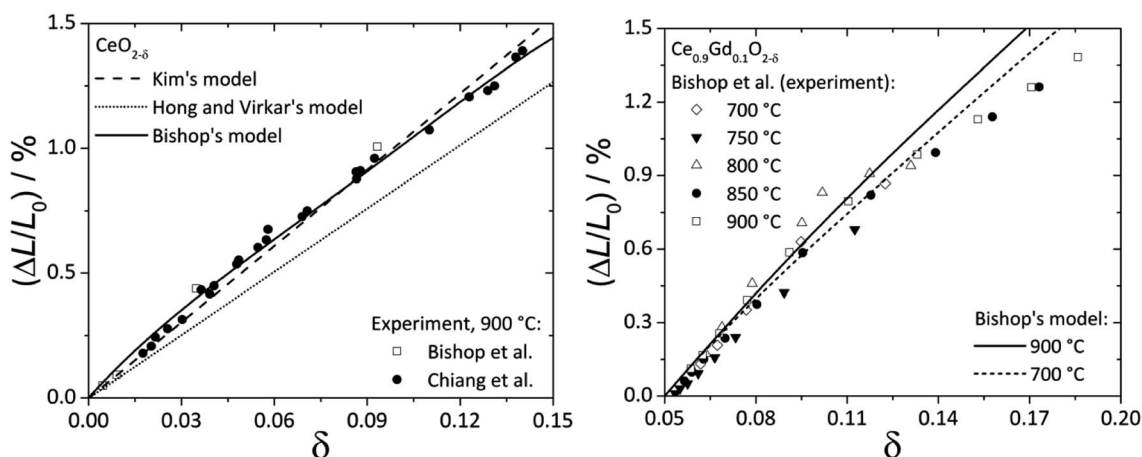 1.5
1.0
0.5
0.0
(ΔL/L₀) / %
CeO₂₋δ
Kim's model
Hong and Virkar's model
Bishop's model
Experiment, 900 °C:
Bishop et al.
Chiang et al.
0.00 0.03 0.06 0.09 0.12 0.15
δ
1.5
1.2
0.9
0.6
0.3
0.0
(ΔL/L₀) / %
Ce₀.₉Gd₀.₁O₂₋δ
Bishop et al. (experiment):
700 °C
750 °C
800 °C
850 °C
900 °C
Bishop's model:
900 °C
700 °C
0.05 0.08 0.11 0.14 0.17 0.20
δ